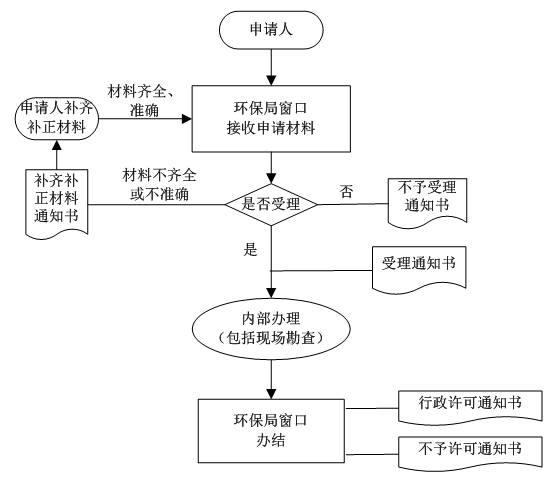 申请人
材料齐全、
准确
申请人补齐
补正材料
环保局窗口
接收申请材料
补齐补
正材料
通知书
材料不齐全
或不准确
是否受理
否
不予受理
通知书
是
受理通知书
内部办理
（包括现场勘查）
环保局窗口
办结
行政许可通知书
不予许可通知书